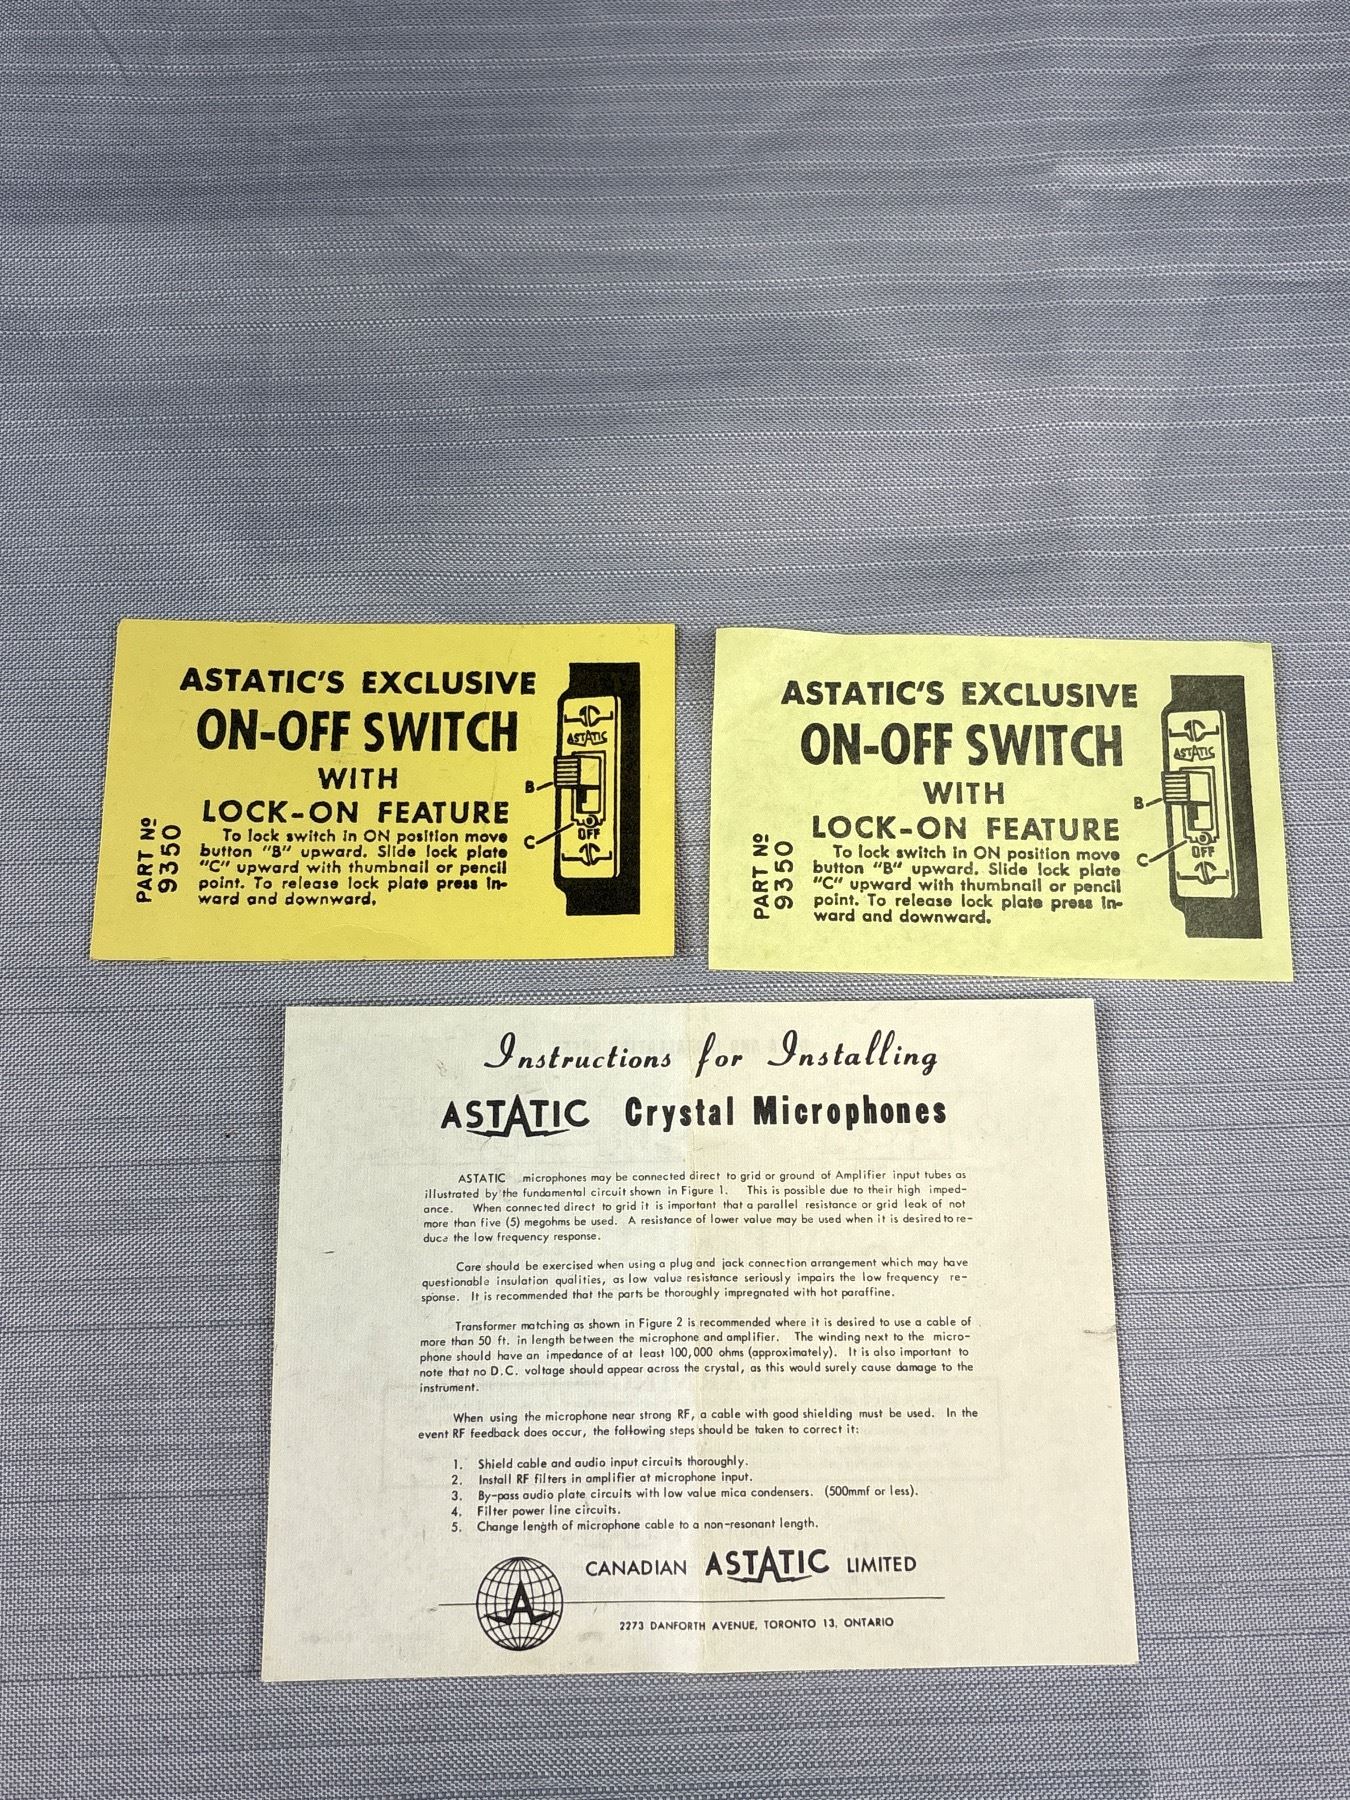 ASTATIC'S EXCLUSIVE
ON-OFF SWITCH
WITH
LOCK-ON FEATURE
To lock switch in ON position move
button "B" upward. Slide lock plate
"C" upward with thumbnail or pencil
point. To release lock plate press in-
ward and downward.
PART Nº
9350
ASTATIC
B
C
OFF
ASTATIC'S EXCLUSIVE
ON-OFF SWITCH
WITH
LOCK-ON FEATURE
To lock switch in ON position move
button "B" upward. Slide lock plate
"C" upward with thumbnail or pencil
point. To release lock plate press in-
ward and downward.
PART Nº
9350
ASTATIC
B
C
OFF
Instructions for Installing
ASTATIC Crystal Microphones
ASTATIC microphones may be connected direct to grid or ground of Amplifier input tubes as
illustrated by the fundamental circuit shown in Figure 1. This is possible due to their high imped-
ance. When connected direct to grid it is important that a parallel resistance or grid leak of not
more than five (5) megohms be used. A resistance of lower value may be used when it is desired to re-
duce the low frequency response.
Care should be exercised when using a plug and jack connection arrangement which may have
questionable insulation qualities, as low value resistance seriously impairs the low frequency re-
sponse. It is recommended that the parts be thoroughly impregnated with hot paraffine.
Transformer matching as shown in Figure 2 is recommended where it is desired to use a cable of
more than 50 ft. in length between the microphone and amplifier. The winding next to the micro-
phone should have an impedance of at least 100,000 ohms (approximately). It is also important to
note that no D.C. voltage should appear across the crystal, as this would surely cause damage to the
instrument.
When using the microphone near strong RF, a cable with good shielding must be used. In the
event RF feedback does occur, the following steps should be taken to correct it:
1. Shield cable and audio input circuits thoroughly.
2. Install RF filters in amplifier at microphone input.
3. By-pass audio plate circuits with low value mica condensers. (500mmf or less).
4. Filter power line circuits.
5. Change length of microphone cable to a non-resonant length.
A
CANADIAN ASTATIC LIMITED
2273 DANFORTH AVENUE, TORONTO 13, ONTARIO